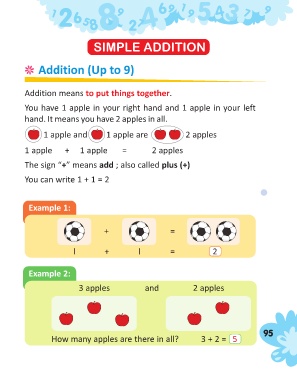 SIMPLE ADDITION
Addition (Up to 9)
Addition means to put things together.
You have 1 apple in your right hand and 1 apple in your left
hand. It means you have 2 apples in all.
1 apple and 1 apple are 2 apples
1 apple + 1 apple = 2 apples
The sign "+" means add ; also called plus (+)
You can write 1 + 1 = 2
Example 1:
+ =
1 + 1 = 2
Example 2:
3 apples and 2 apples
How many apples are there in all? 3 + 2 = 5
95